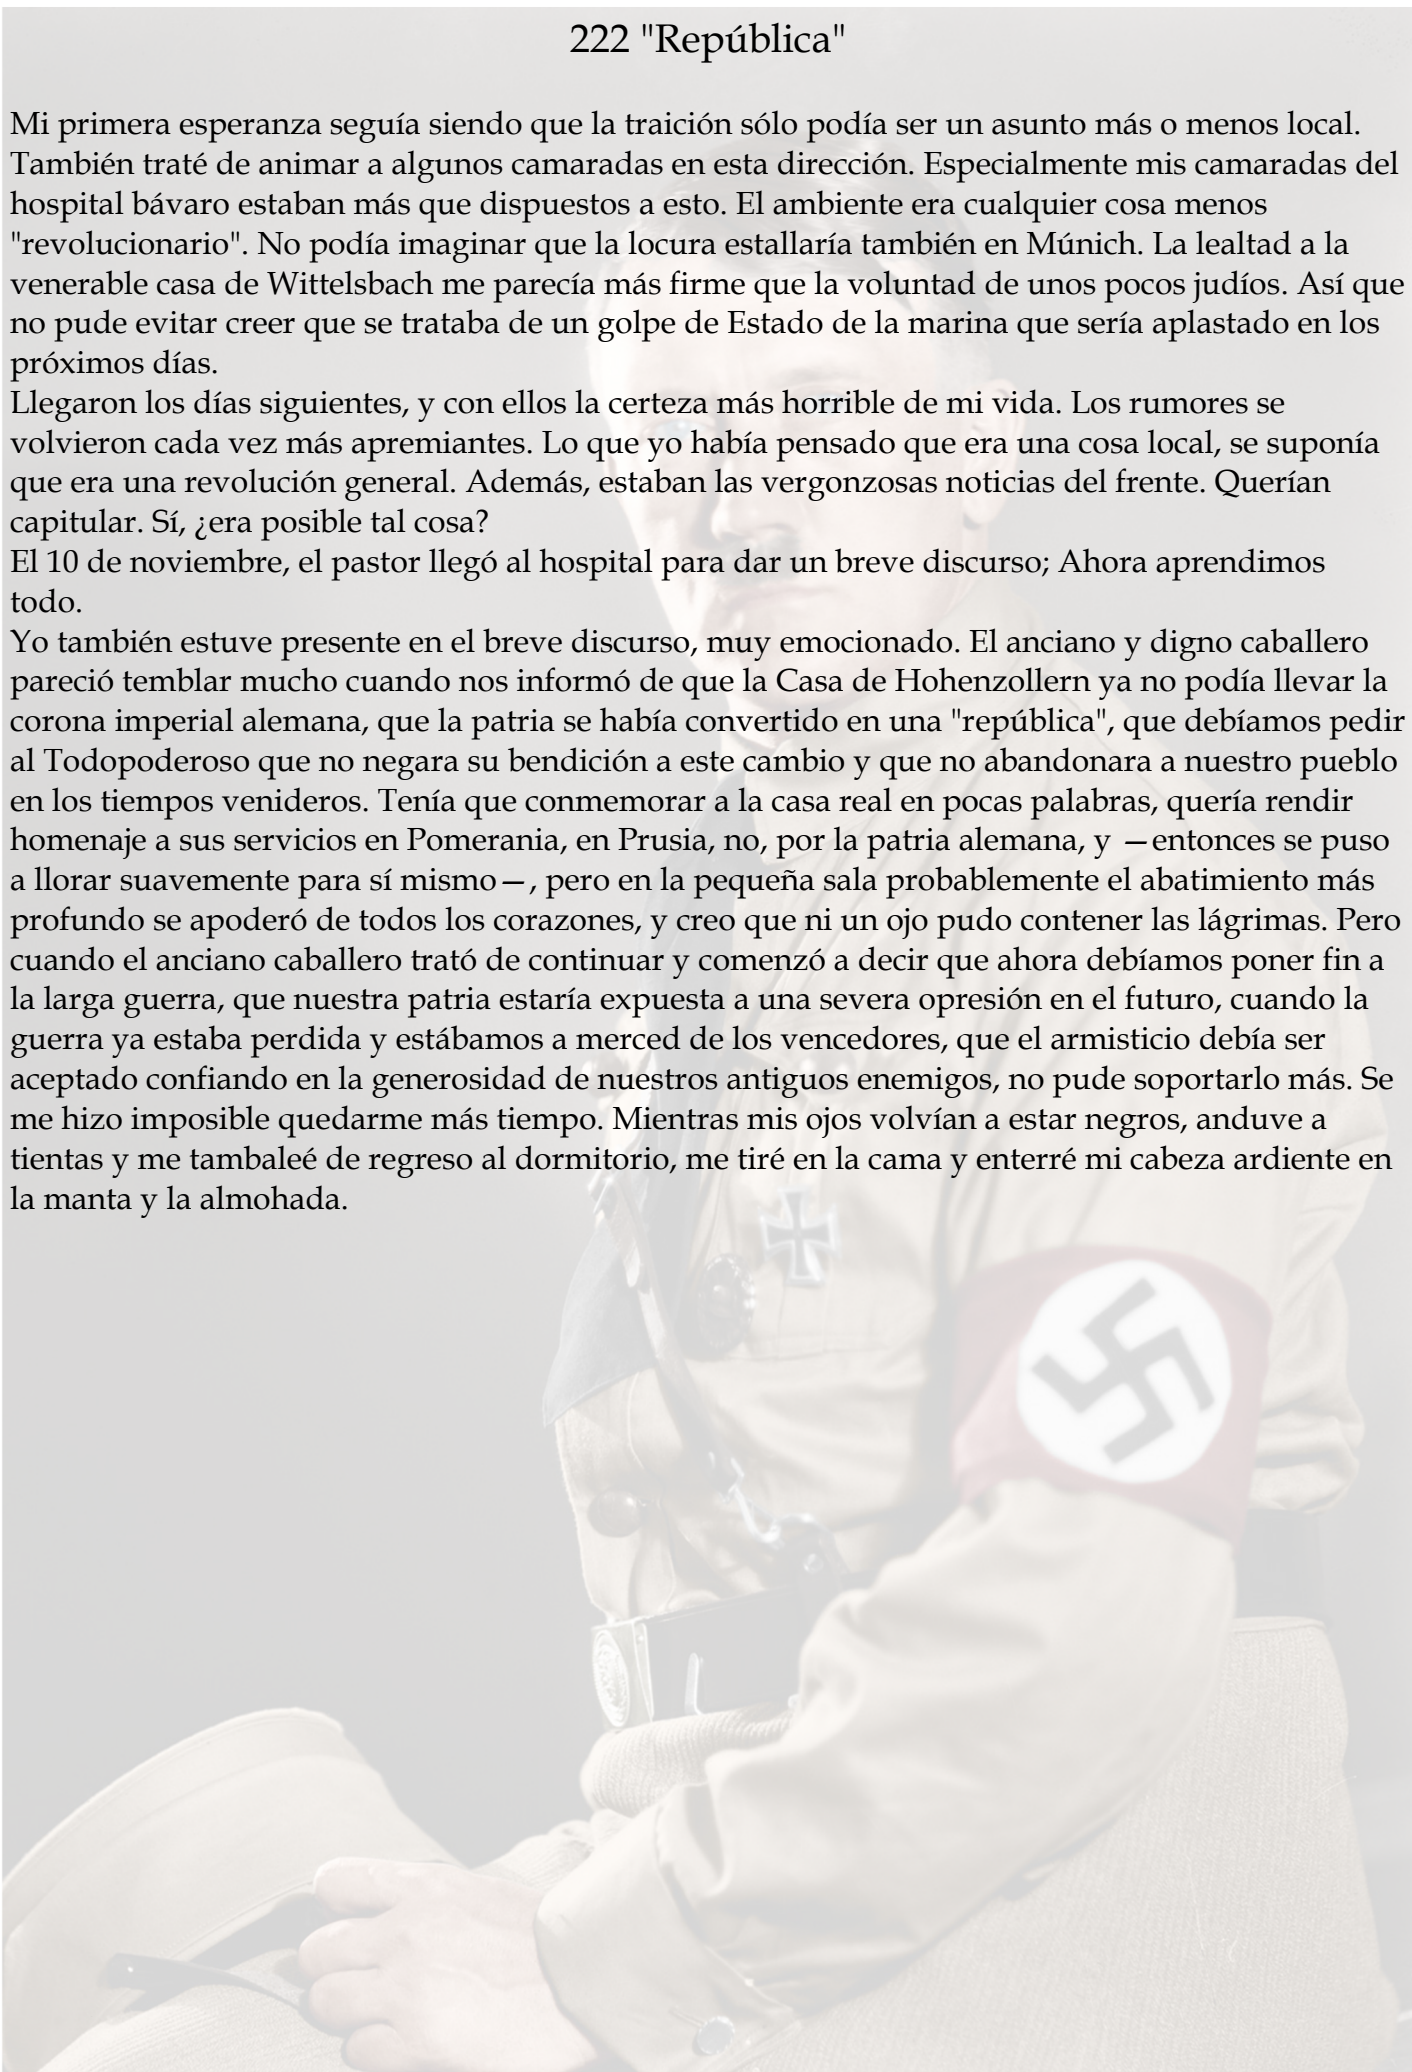 222 "República"
Mi primera esperanza seguía siendo que la traición sólo podía ser un asunto más o menos local.
También traté de animar a algunos camaradas en esta dirección. Especialmente mis camaradas del
hospital bávaro estaban más que dispuestos a esto. El ambiente era cualquier cosa menos
"revolucionario". No podía imaginar que la locura estallaría también en Múnich. La lealtad a la
venerable casa de Wittelsbach me parecía más firme que la voluntad de unos pocos judíos. Así que
no pude evitar creer que se trataba de un golpe de Estado de la marina que sería aplastado en los
próximos días.
Llegaron los días siguientes, y con ellos la certeza más horrible de mi vida. Los rumores se
volvieron cada vez más apremiantes. Lo que yo había pensado que era una cosa local, se suponía
que era una revolución general. Además, estaban las vergonzosas noticias del frente. Querían
capitular. Sí, ¿era posible tal cosa?
El 10 de noviembre, el pastor llegó al hospital para dar un breve discurso; Ahora aprendimos
todo.
Yo también estuve presente en el breve discurso, muy emocionado. El anciano y digno caballero
pareció temblar mucho cuando nos informó de que la Casa de Hohenzollern ya no podía llevar la
corona imperial alemana, que la patria se había convertido en una "república", que debíamos pedir
al Todopoderoso que no negara su bendición a este cambio y que no abandonara a nuestro pueblo
en los tiempos venideros. Tenía que conmemorar a la casa real en pocas palabras, quería rendir
homenaje a sus servicios en Pomerania, en Prusia, no, por la patria alemana, y —entonces se puso
a llorar suavemente para sí mismo—, pero en la pequeña sala probablemente el abatimiento más
profundo se apoderó de todos los corazones, y creo que ni un ojo pudo contener las lágrimas. Pero
cuando el anciano caballero trató de continuar y comenzó a decir que ahora debíamos poner fin a
la larga guerra, que nuestra patria estaría expuesta a una severa opresión en el futuro, cuando la
guerra ya estaba perdida y estábamos a merced de los vencedores, que el armisticio debía ser
aceptado confiando en la generosidad de nuestros antiguos enemigos, no pude soportarlo más. Se
me hizo imposible quedarme más tiempo. Mientras mis ojos volvían a estar negros, anduve a
tientas y me tambaleé de regreso al dormitorio, me tiré en la cama y enterré mi cabeza ardiente en
la manta y la almohada.